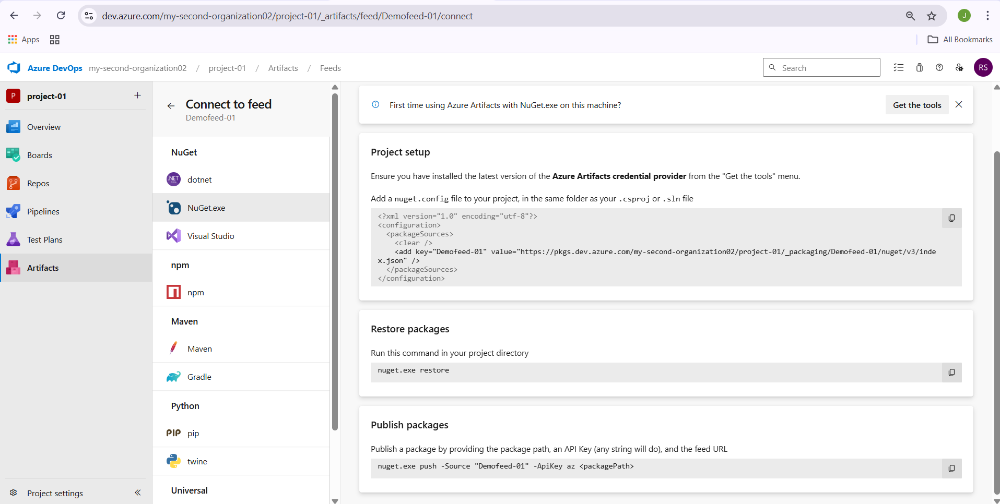 dev.azure.com/my-second-organization02/project-01/_artifacts/feed/Demofeed-01/connect
J
Apps
All Bookmarks
Azure DevOps my-second-organization02 / project-01 / Artifacts / Feeds
Search
RS
P project-01
Overview
Boards
Repos
Pipelines
Test Plans
Artifacts
Project settings
Connect to feed
Demofeed-01
NuGet
.NET Core dotnet
NuGet.exe
Visual Studio
npm
npm
Maven
Maven
Gradle
Python
PIP pip
twine
Universal
First time using Azure Artifacts with NuGet.exe on this machine?
Get the tools
Project setup
Ensure you have installed the latest version of the Azure Artifacts credential provider from the "Get the tools" menu.
Add a nuget.config file to your project, in the same folder as your .csproj or .sln file
<?xml version="1.0" encoding="utf-8"?>
<configuration>
<packageSources>
<clear />
<add key="Demofeed-01" value="https://pkgs.dev.azure.com/my-second-organization02/project-01/_packaging/Demofeed-01/nuget/v3/inde
x.json" />
</packageSources>
</configuration>
Restore packages
Run this command in your project directory
nuget.exe restore
Publish packages
Publish a package by providing the package path, an API Key (any string will do), and the feed URL
nuget.exe push -Source "Demofeed-01" -ApiKey az <packagePath>